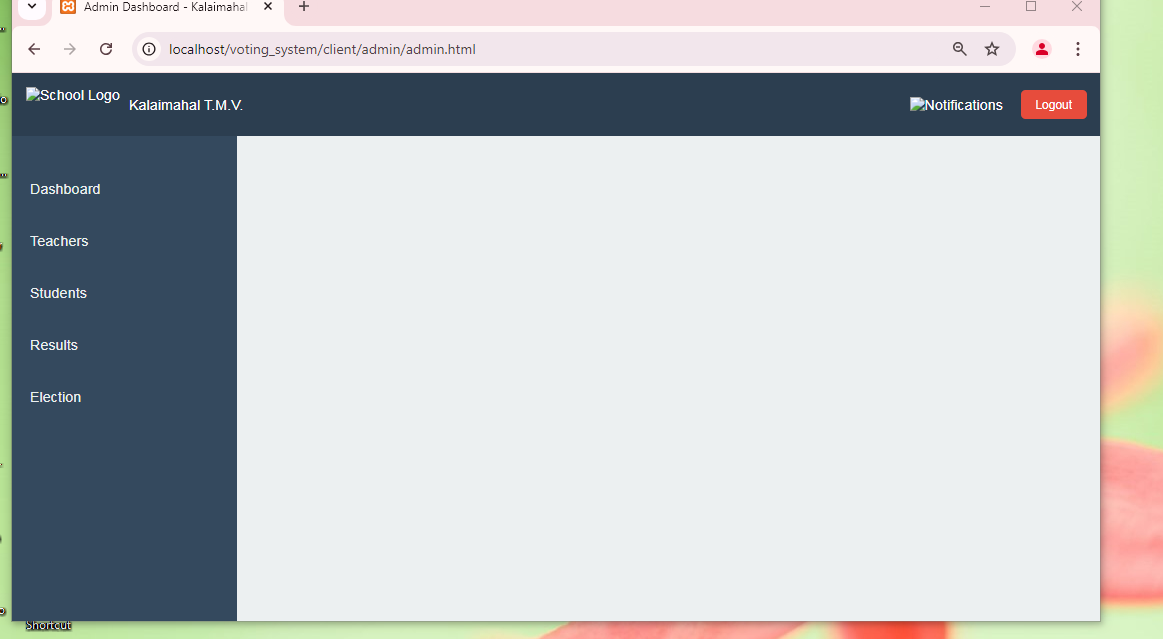 Admin Dashboard - Kalaimahal
localhost/voting_system/client/admin/admin.html
School Logo
Kalaimahal T.M.V.
Notifications
Logout
Dashboard
Teachers
Students
Results
Election
Shortcut